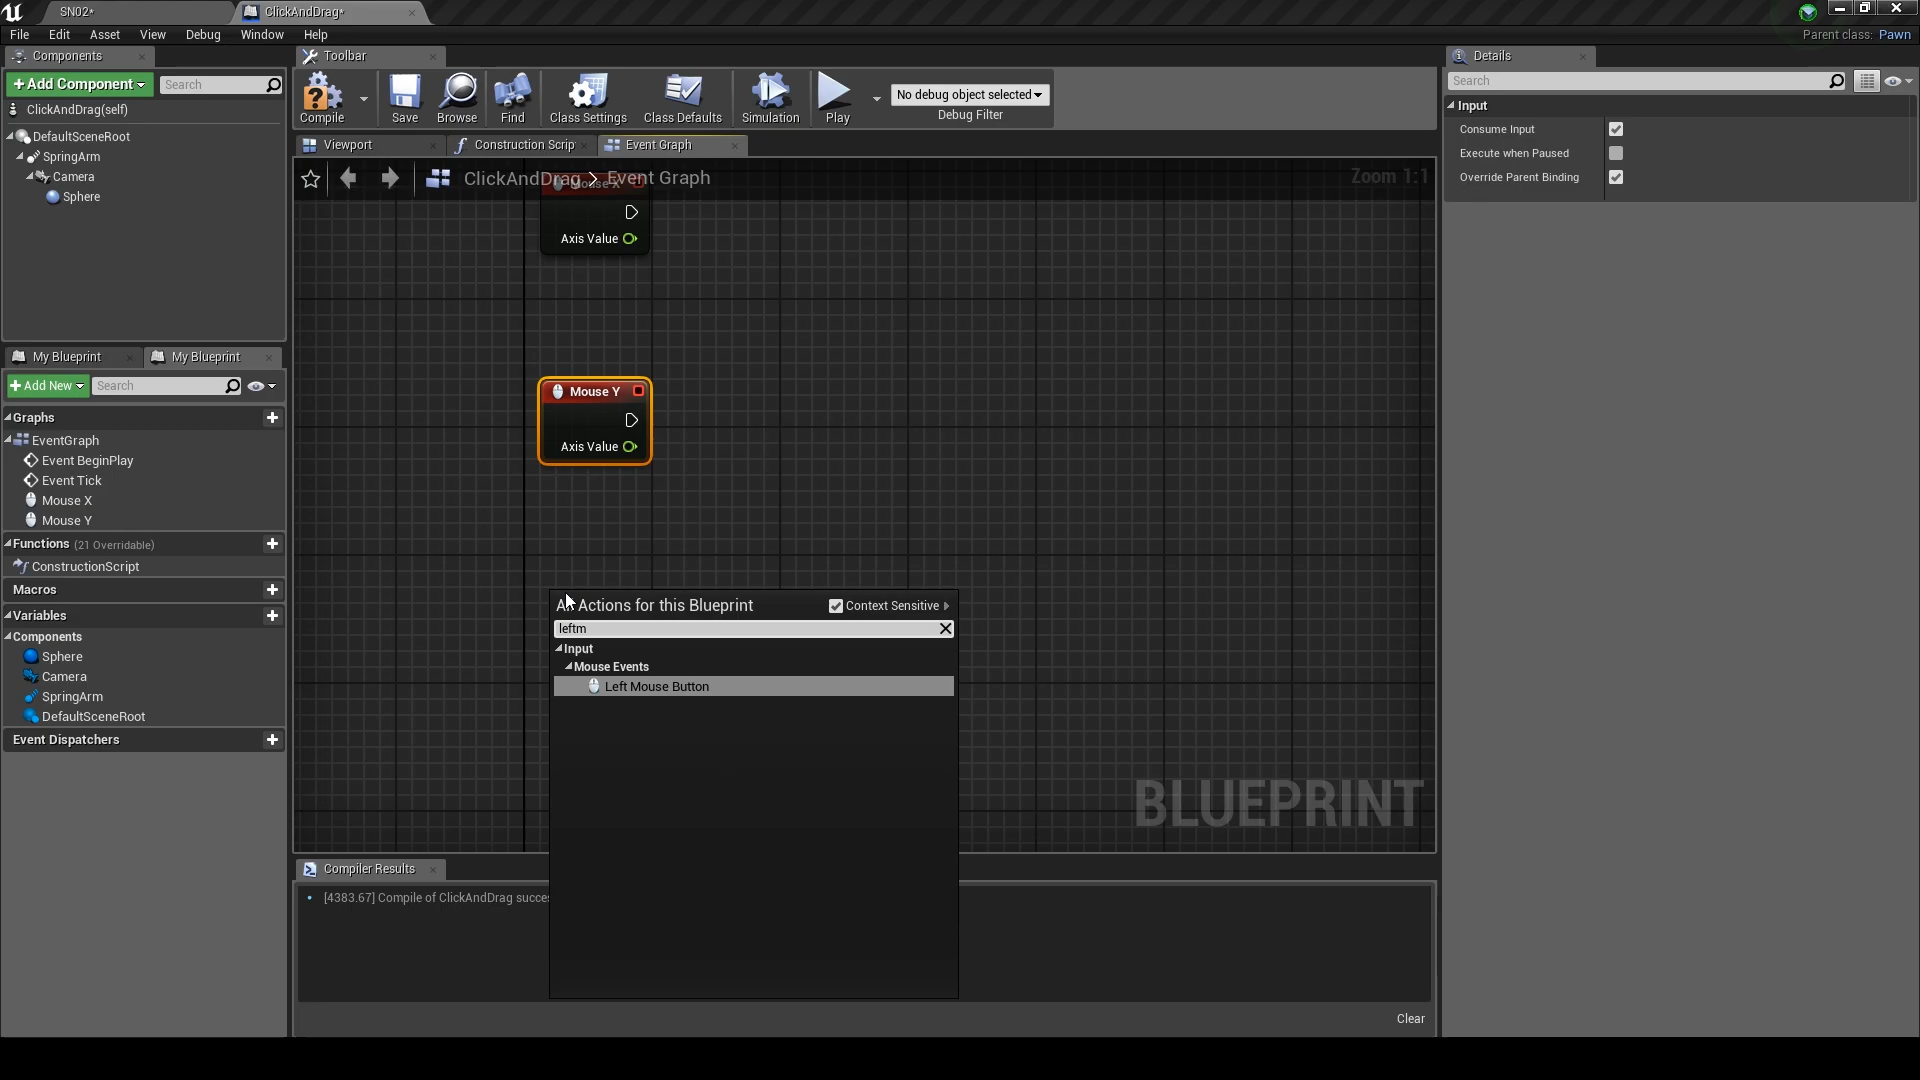 SN02*
ClickAndDrag*
File Edit Asset View Debug Window Help
Parent class: Pawn
Components
Toolbar
Details
+Add Component
Search
ClickAndDrag(self)
DefaultSceneRoot
SpringArm
Camera
Sphere
Compile
Save
Browse
Find
Class Settings
Class Defaults
Simulation
Play
No debug object selected
Debug Filter
Search
Input
Consume Input
Execute when Paused
Override Parent Binding
Viewport
Construction Scrip
Event Graph
ClickAndDrag > Event Graph
Zoom 1:1
Mouse X
Axis Value
Mouse Y
Axis Value
My Blueprint
My Blueprint
+Add New
Search
Graphs
EventGraph
Event BeginPlay
Event Tick
Mouse X
Mouse Y
Functions (21 Overridable)
ConstructionScript
Macros
Variables
Components
Sphere
Camera
SpringArm
DefaultSceneRoot
Event Dispatchers
Actions for this Blueprint
Context Sensitive
leftm
Input
Mouse Events
Left Mouse Button
BLUEPRINT
Compiler Results
[4383.67] Compile of ClickAndDrag succe
Clear